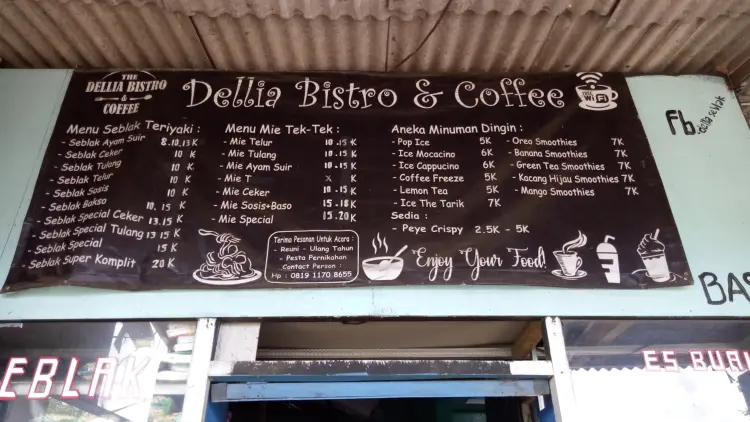 THE
DELLIA BISTRO
&
COFFEE
Dellia Bistro & Coffee
FREE
Wi Fi
Menu Seblak Teriyaki :
- Seblak Ayam Suir 8.10.13 K
- Seblak Ceker 10 K
- Seblak Tulang 10 K
- Seblak Telur 10 K
- Seblak Sosis 10 K
- Seblak Bakso 10. 15 K
- Seblak Special Ceker 13.15 K
- Seblak Special Tulang 13 15 K
- Seblak Special 15 K
- Seblak Super Komplit 20 K
Menu Mie Tek-Tek :
- Mie Telur 10 .15 K
- Mie Tulang 10 . 15 K
- Mie Ayam Suir 10 . 15 K
- Mie T x K
- Mie Ceker 10 .15 K
- Mie Sosis+Baso 15 .18 K
- Mie Special 15 .20 K
Terima Pesanan Untuk Acara :
- Reuni - Ulang Tahun
- Pesta Pernikahan
Contact Person :
Hp : 0819 1170 8655
Aneka Minuman Dingin :
- Pop Ice 5K
- Ice Mocacino 6K
- Ice Cappucino 6K
- Coffee Freeze 5K
- Lemon Tea 5K
- Ice The Tarik 7K
- Oreo Smoothies 7K
- Banana Smoothies 7K
- Green Tea Smoothies 7K
- Kacang Hijau Smoothies 7K
- Mango Smoothies 7K
Sedia :
- Peye Crispy 2.5K - 5K
Enjoy Your Food!
Fb.
EBLAK
ES BUAH